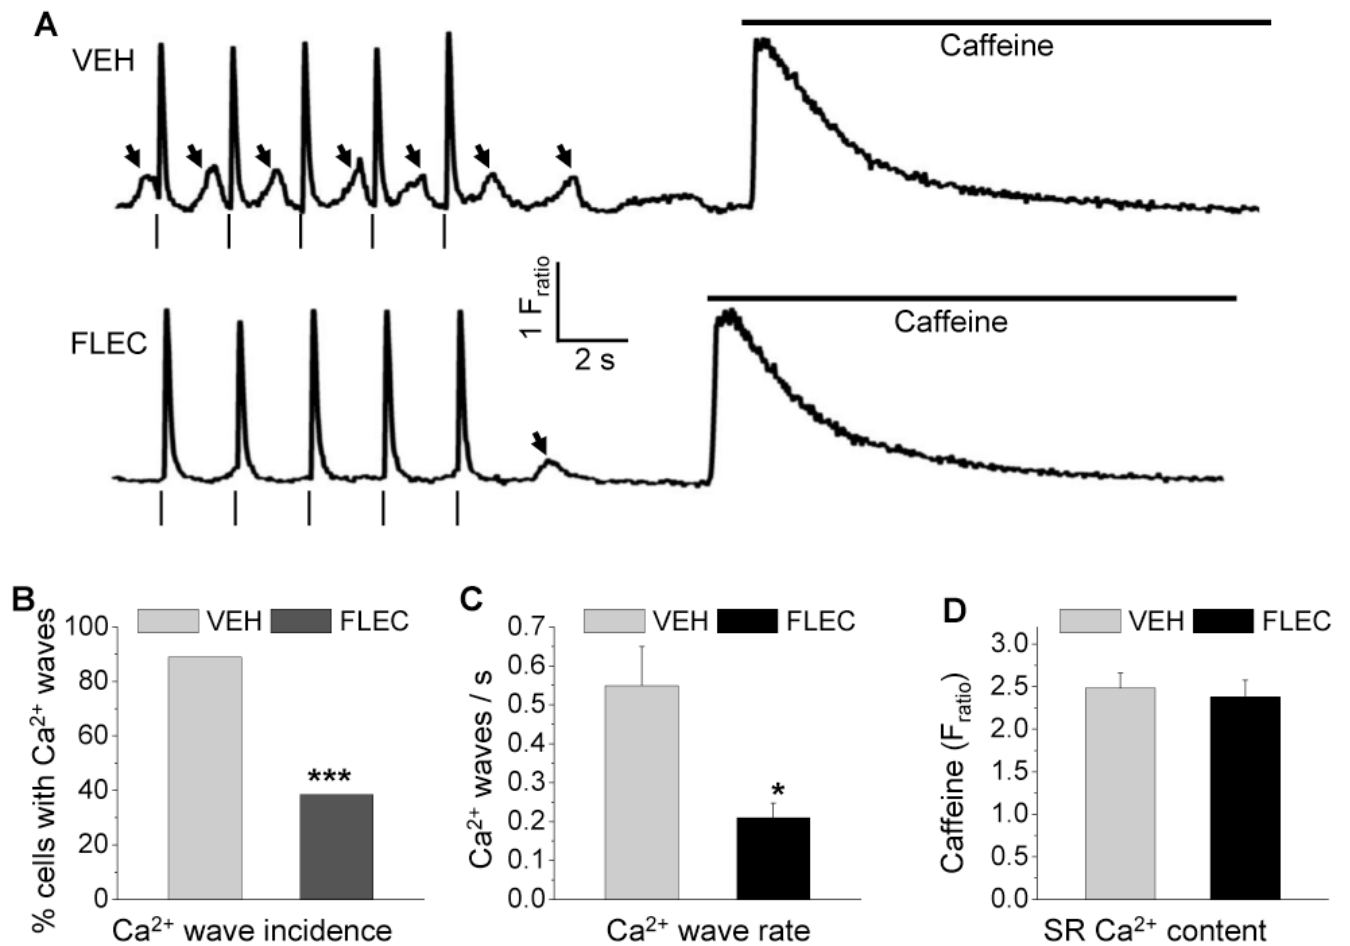 A
VEH
Caffeine
1 F_ratio
2 s
FLEC
Caffeine
B
VEH
FLEC
% cells with Ca²⁺ waves
100
80
60
40
20
0
***
Ca²⁺ wave incidence
C
VEH
FLEC
Ca²⁺ waves / s
0.7
0.6
0.5
0.4
0.3
0.2
0.1
0.0
*
Ca²⁺ wave rate
D
VEH
FLEC
Caffeine (F_ratio)
3.0
2.5
2.0
1.5
1.0
0.5
0.0
SR Ca²⁺ content